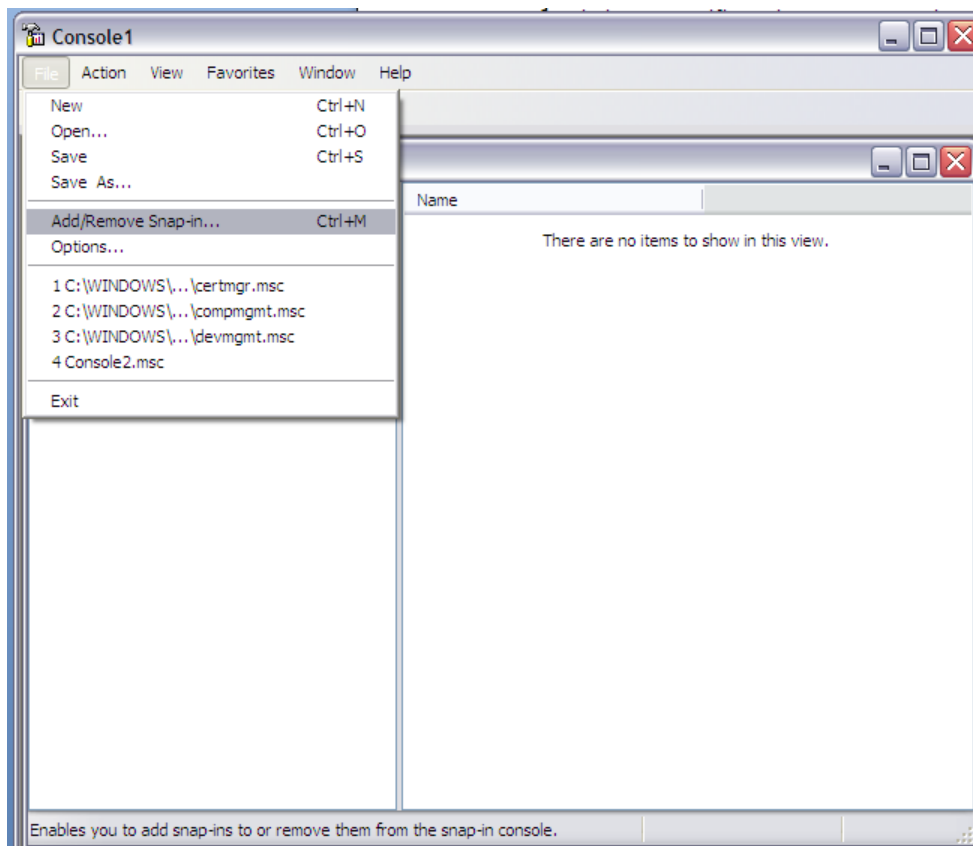 Console1
File Action View Favorites Window Help
New Ctrl+N
Open... Ctrl+O
Save Ctrl+S
Save As...
Add/Remove Snap-in... Ctrl+M
Options...
1 C:\WINDOWS\...\certmgr.msc
2 C:\WINDOWS\...\compmgmt.msc
3 C:\WINDOWS\...\devmgmt.msc
4 Console2.msc
Exit
Name
There are no items to show in this view.
Enables you to add snap-ins to or remove them from the snap-in console.